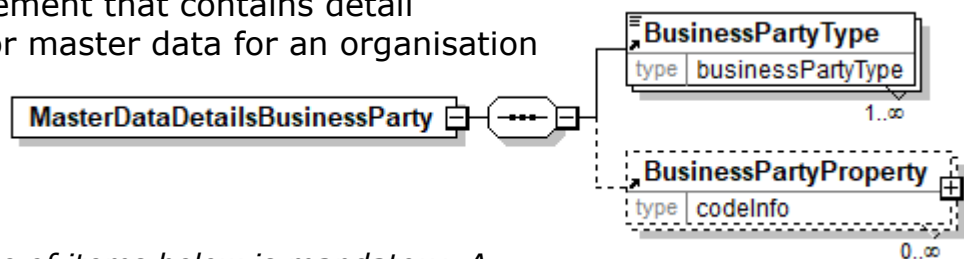 ement that contains detail
or master data for an organisation
BusinessPartyType
type businessPartyType
1..∞
MasterDataDetailsBusinessParty
BusinessPartyProperty
type codeInfo
0..∞
of items below is mandato